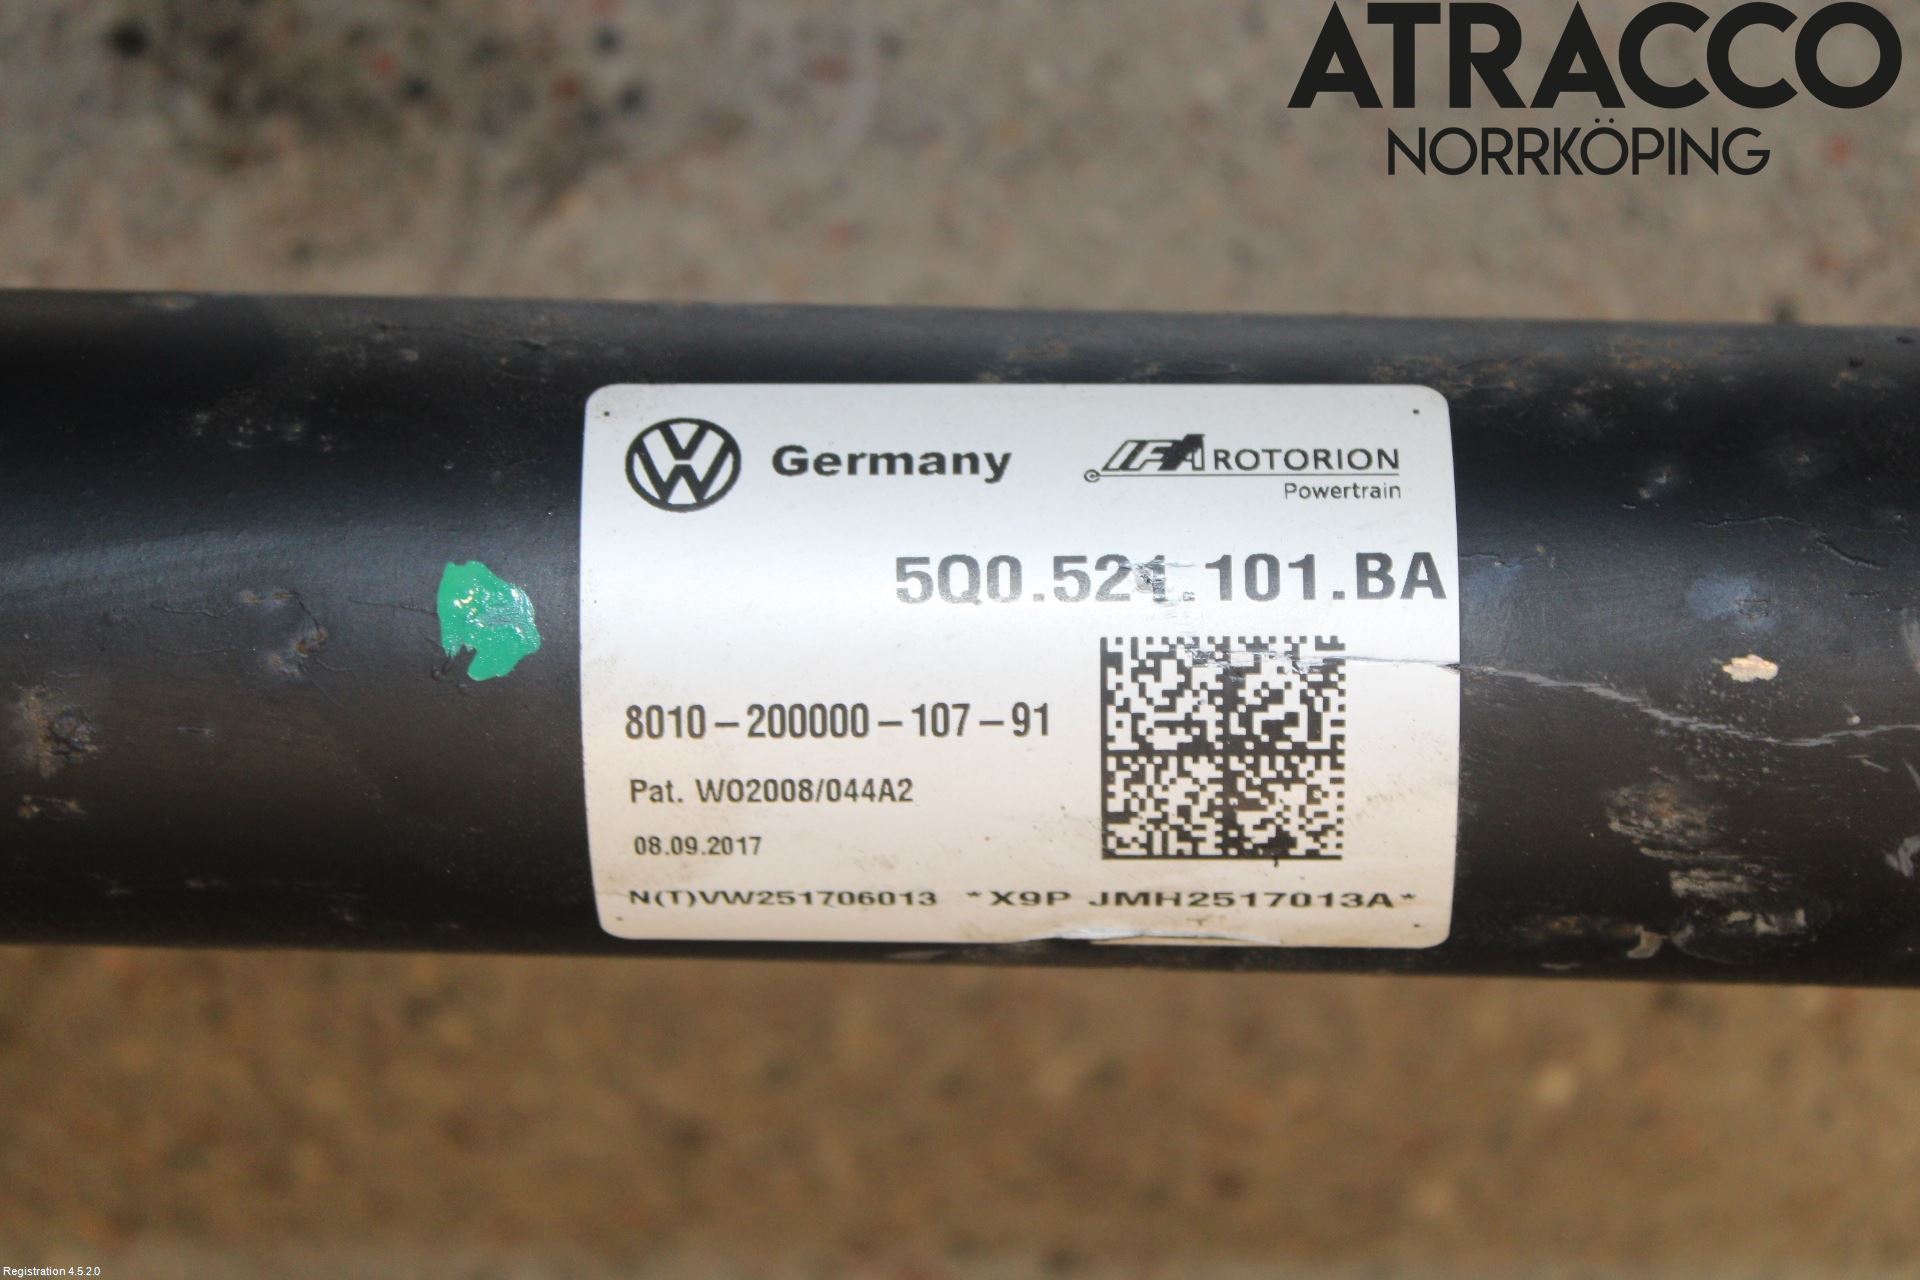 ATRACCO
NORRKÖPING
Germany
IFA ROTORION
Powertrain
5Q0.521.101.BA
8010-200000-107-91
Pat. WO2008/044A2
08.09.2017
N(T)VW251706013 *X9P JMH2517013A*
Registration 4.5.2.0